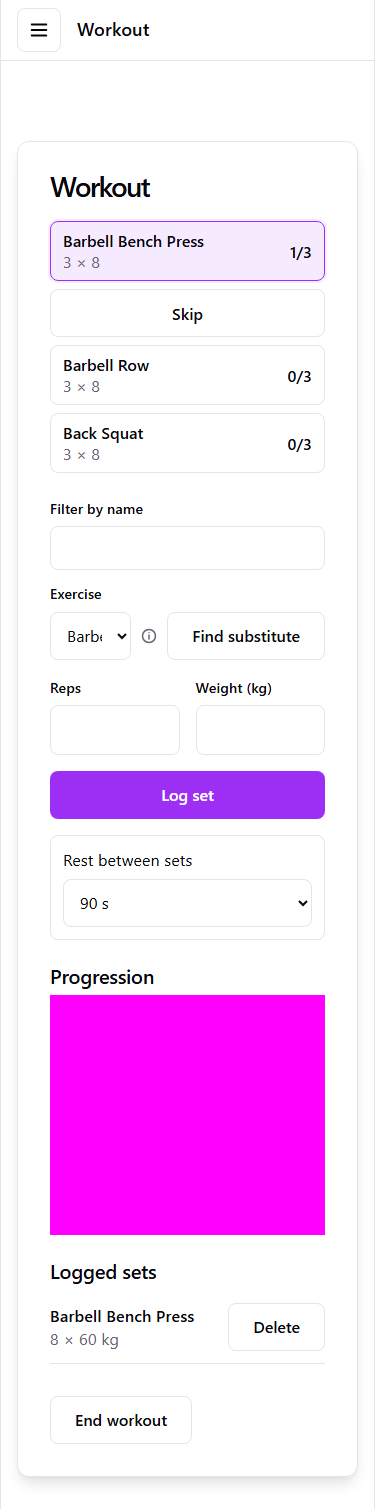 Workout
Workout
Barbell Bench Press
3 × 8
1/3
Skip
Barbell Row
3 × 8
0/3
Back Squat
3 × 8
0/3
Filter by name
Exercise
Barbe
Find substitute
Reps
Weight (kg)
Log set
Rest between sets
90 s
Progression
Logged sets
Barbell Bench Press
8 × 60 kg
Delete
End workout